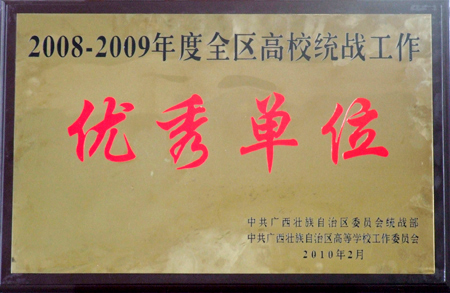 2008-2009年度全区高校统战工作
优秀单位
中共广西壮族自治区委员会统战部
中共广西壮族自治区高等学校工作委员会
2010年2月